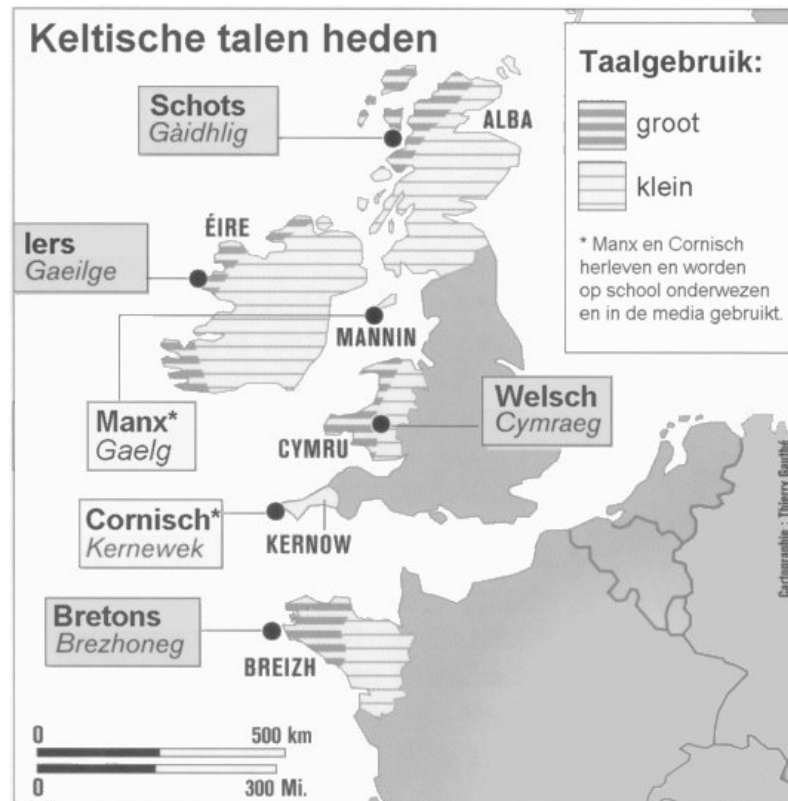 Keltische talen heden
Schots
Gàidhlig
ALBA
Taalgebruik:
groot
klein
* Manx en Cornisch
herleven en worden
op school onderwezen
en in de media gebruikt.
Iers
Gaeilge
ÉIRE
MANNIN
Manx*
Gaelg
Welsch
Cymraeg
CYMRU
Cornisch*
Kernewek
KERNOW
Bretons
Brezhoneg
BREIZH
0 500 km
0 300 Mi.
Cartographie : Thierry Gauthé